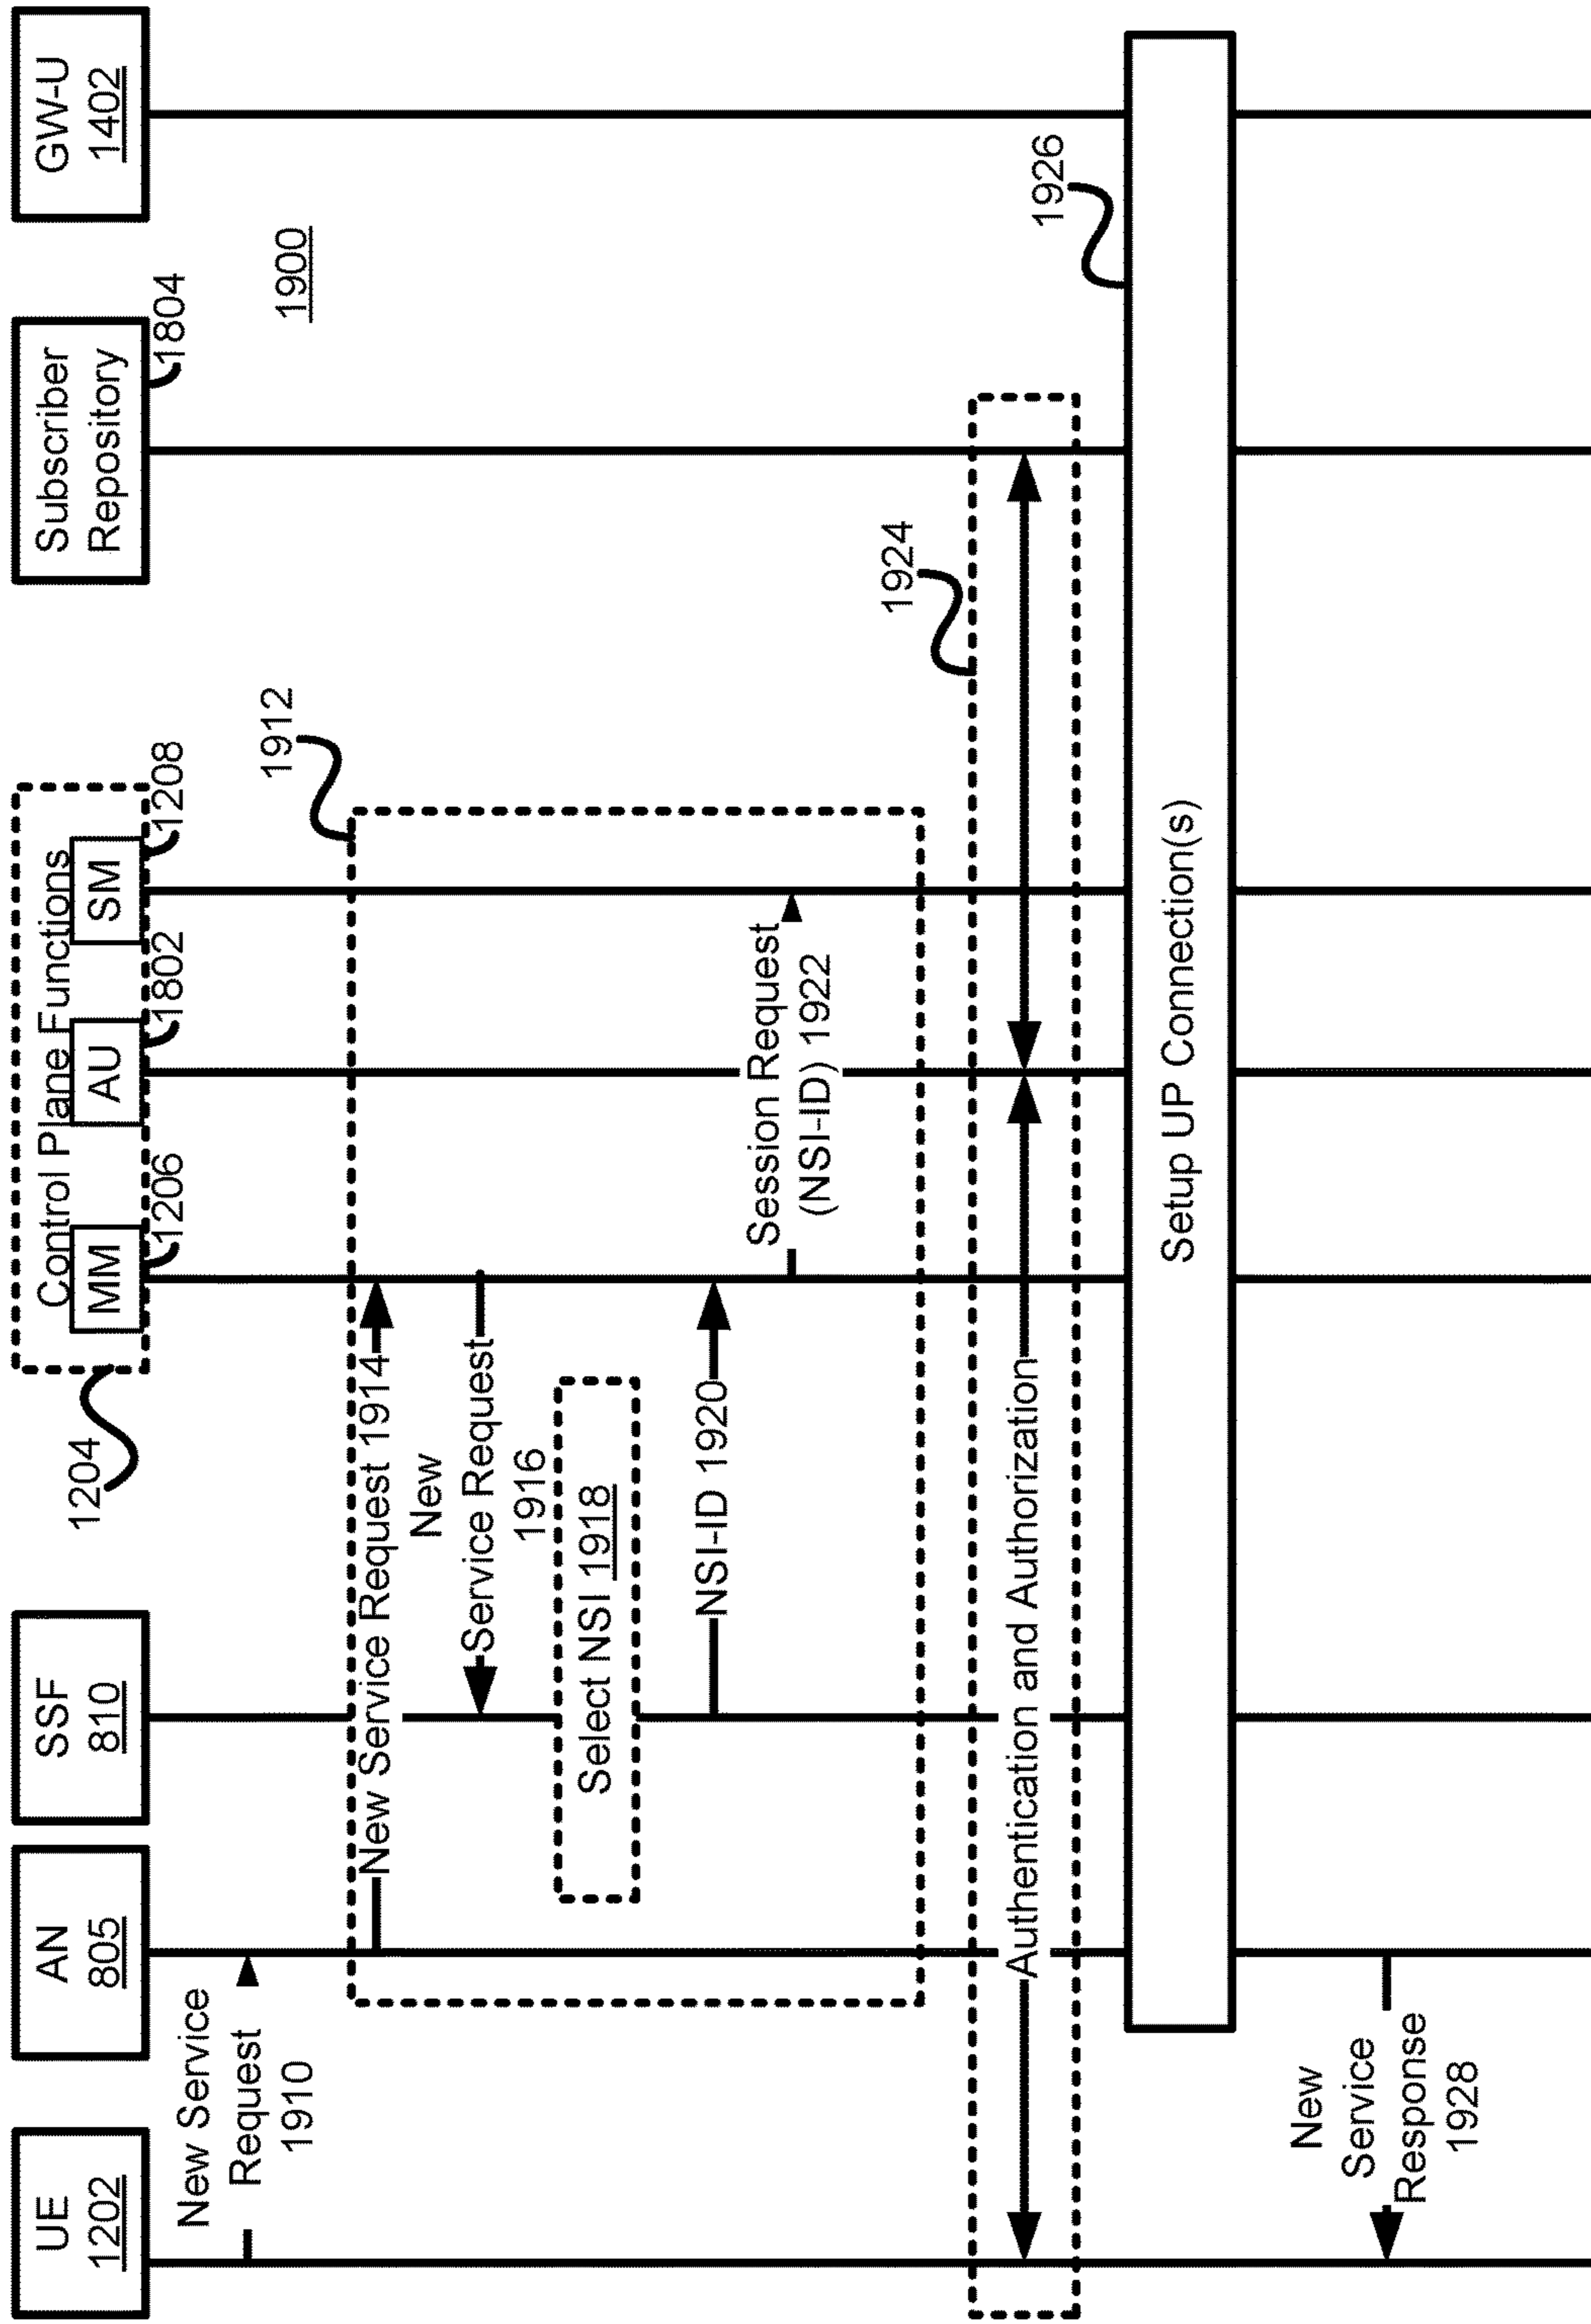 UE
1202
AN
805
SSF
810
Control Plane Functions
MM
AU
SM
1204
1206
1802
1208
Subscriber
Repository
1804
GW-U
1402
1900
New Service
Request
1910
1912
New Service Request 1914
New
Service Request
1916
Select NSI 1918
NSI-ID 1920
Session Request
(NSI-ID) 1922
1924
Authentication and Authorization
1926
Setup UP Connection(s)
New
Service
Response
1928